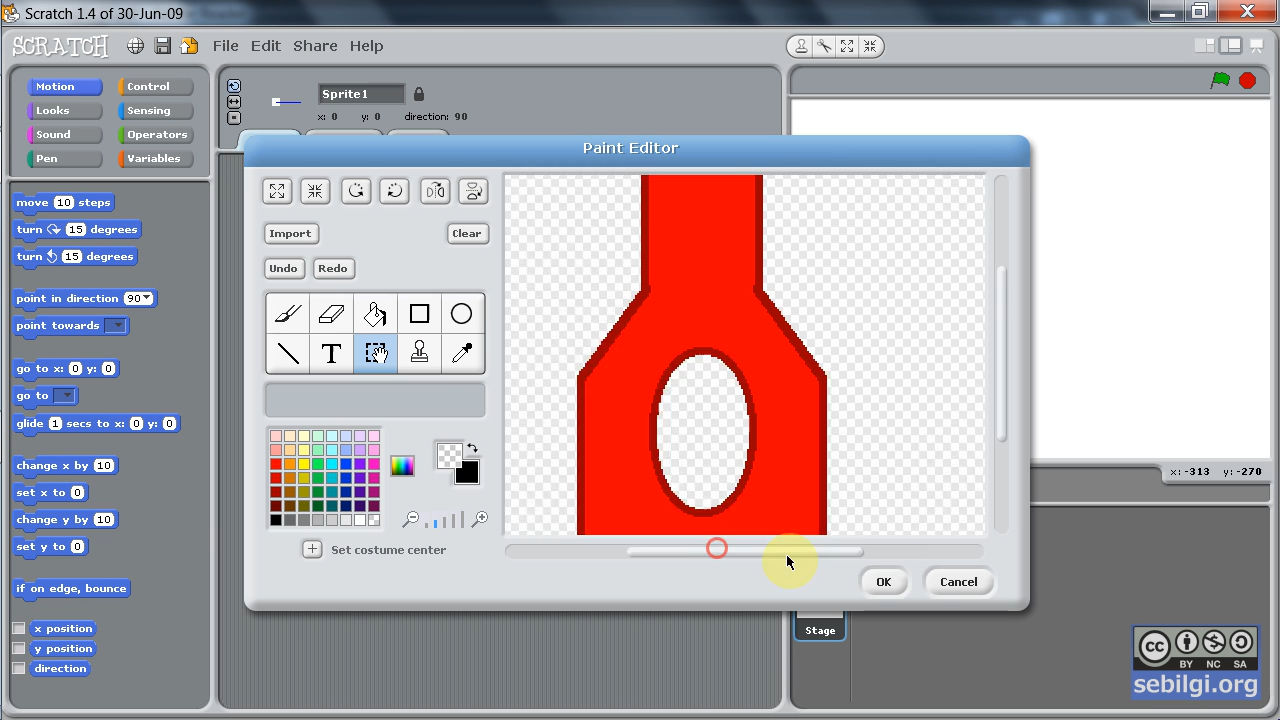 Scratch 1.4 of 30-Jun-09
SCRATCH File Edit Share Help
Motion Control
Looks Sensing
Sound Operators
Pen Variables
move 10 steps
turn 15 degrees
turn 15 degrees
point in direction 90
point towards
go to x: 0 y: 0
go to
glide 1 secs to x: 0 y: 0
change x by 10
set x to 0
change y by 10
set y to 0
if on edge, bounce
x position
y position
direction
Sprite1
x: 0 y: 0 direction: 90
Paint Editor
Import Clear
Undo Redo
T
Set costume center
OK Cancel
x: -313 y: -270
Stage
CC BY NC SA
sebilgi.org